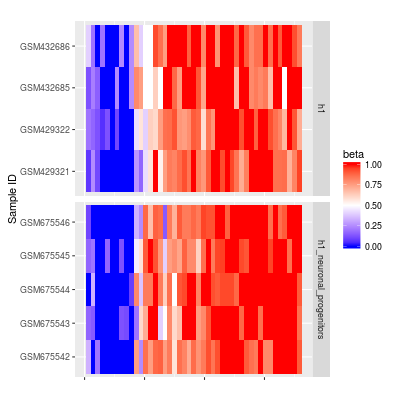 GSM432686
GSM432685
GSM429322
GSM429321
h1
GSM675546
GSM675545
GSM675544
GSM675543
GSM675542
h1_neuronal_progenitors
Sample ID
beta
1.00
0.75
0.50
0.25
0.00